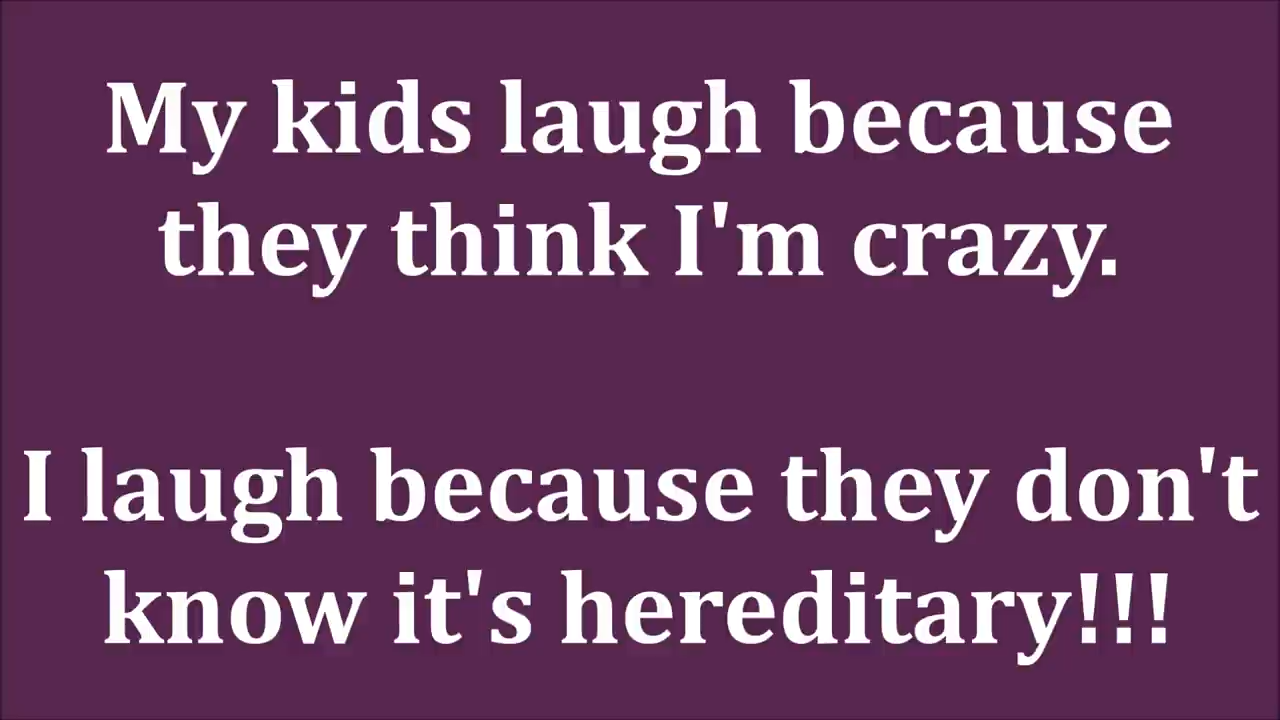 My kids laugh because
they think I'm crazy.
I laugh because they don't
know it's hereditary!!!